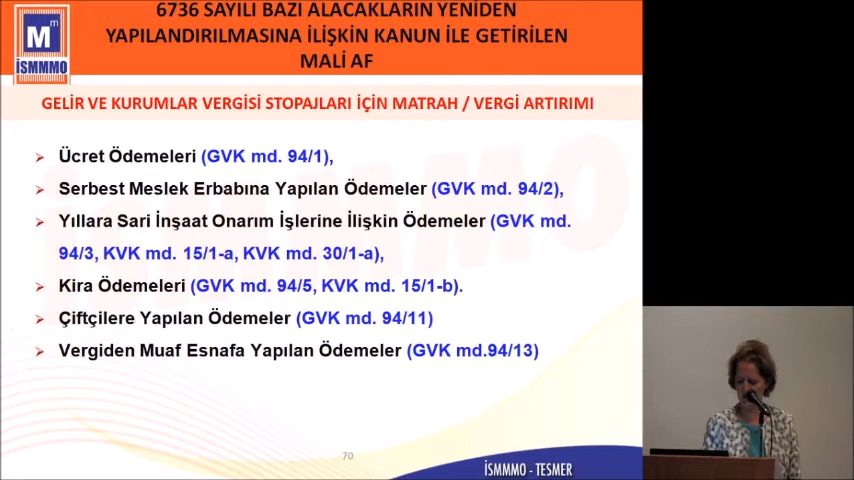 6736 SAYILI BAZI ALACAKLARIN YENİDEN
YAPILANDIRILMASINA İLİŞKİN KANUN İLE GETİRİLEN
MALİ AF
Mm
İSMMMO
GELİR VE KURUMLAR VERGİSİ STOPAJLARI İÇİN MATRAH / VERGİ ARTIRIMI
Ücret Ödemeleri (GVK md. 94/1),
Serbest Meslek Erbabına Yapılan Ödemeler (GVK md. 94/2),
Yıllara Sari İnşaat Onarım İşlerine İlişkin Ödemeler (GVK md.
94/3, KVK md. 15/1-a, KVK md. 30/1-a),
Kira Ödemeleri (GVK md. 94/5, KVK md. 15/1-b).
Çiftçilere Yapılan Ödemeler (GVK md. 94/11)
Vergiden Muaf Esnafa Yapılan Ödemeler (GVK md.94/13)
70
İSMMMO - TESMER